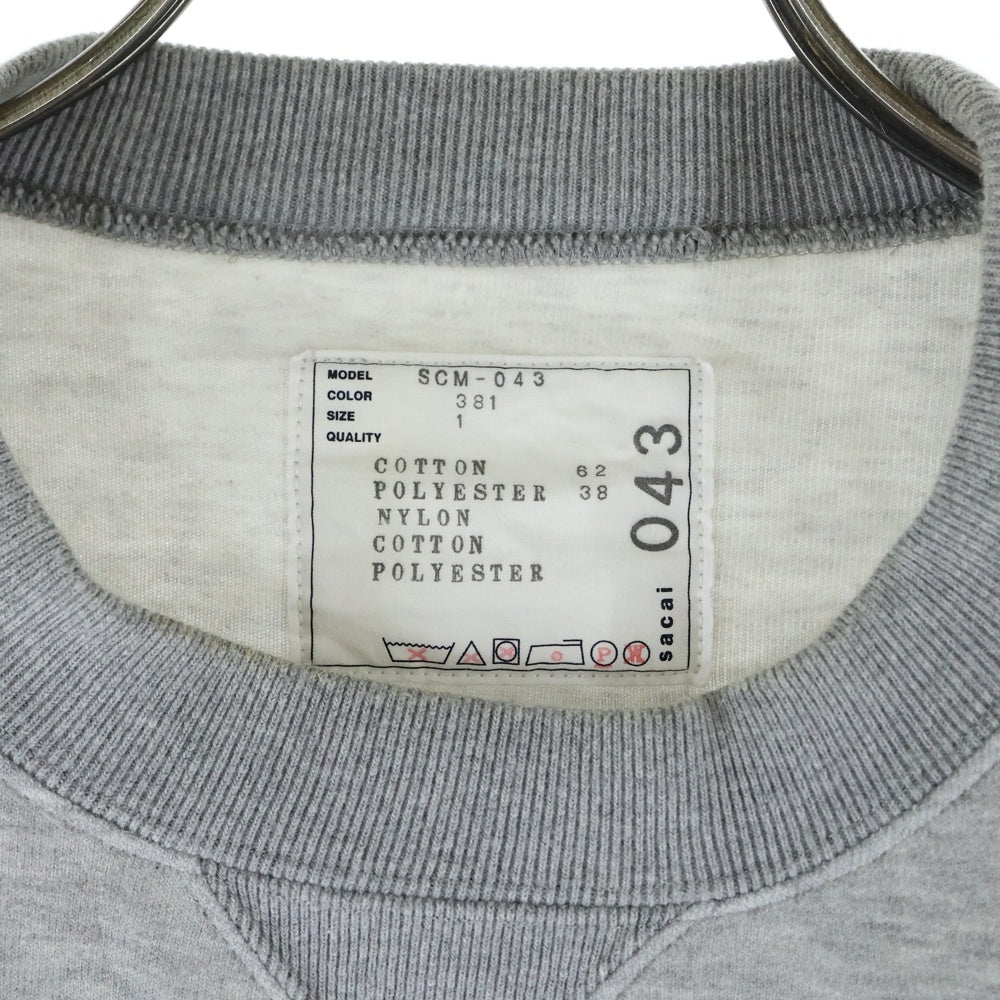 MODEL SCM-043
COLOR 381
SIZE 1
QUALITY
COTTON 62
POLYESTER 38
NYLON
COTTON
POLYESTER
P W
sacai 043